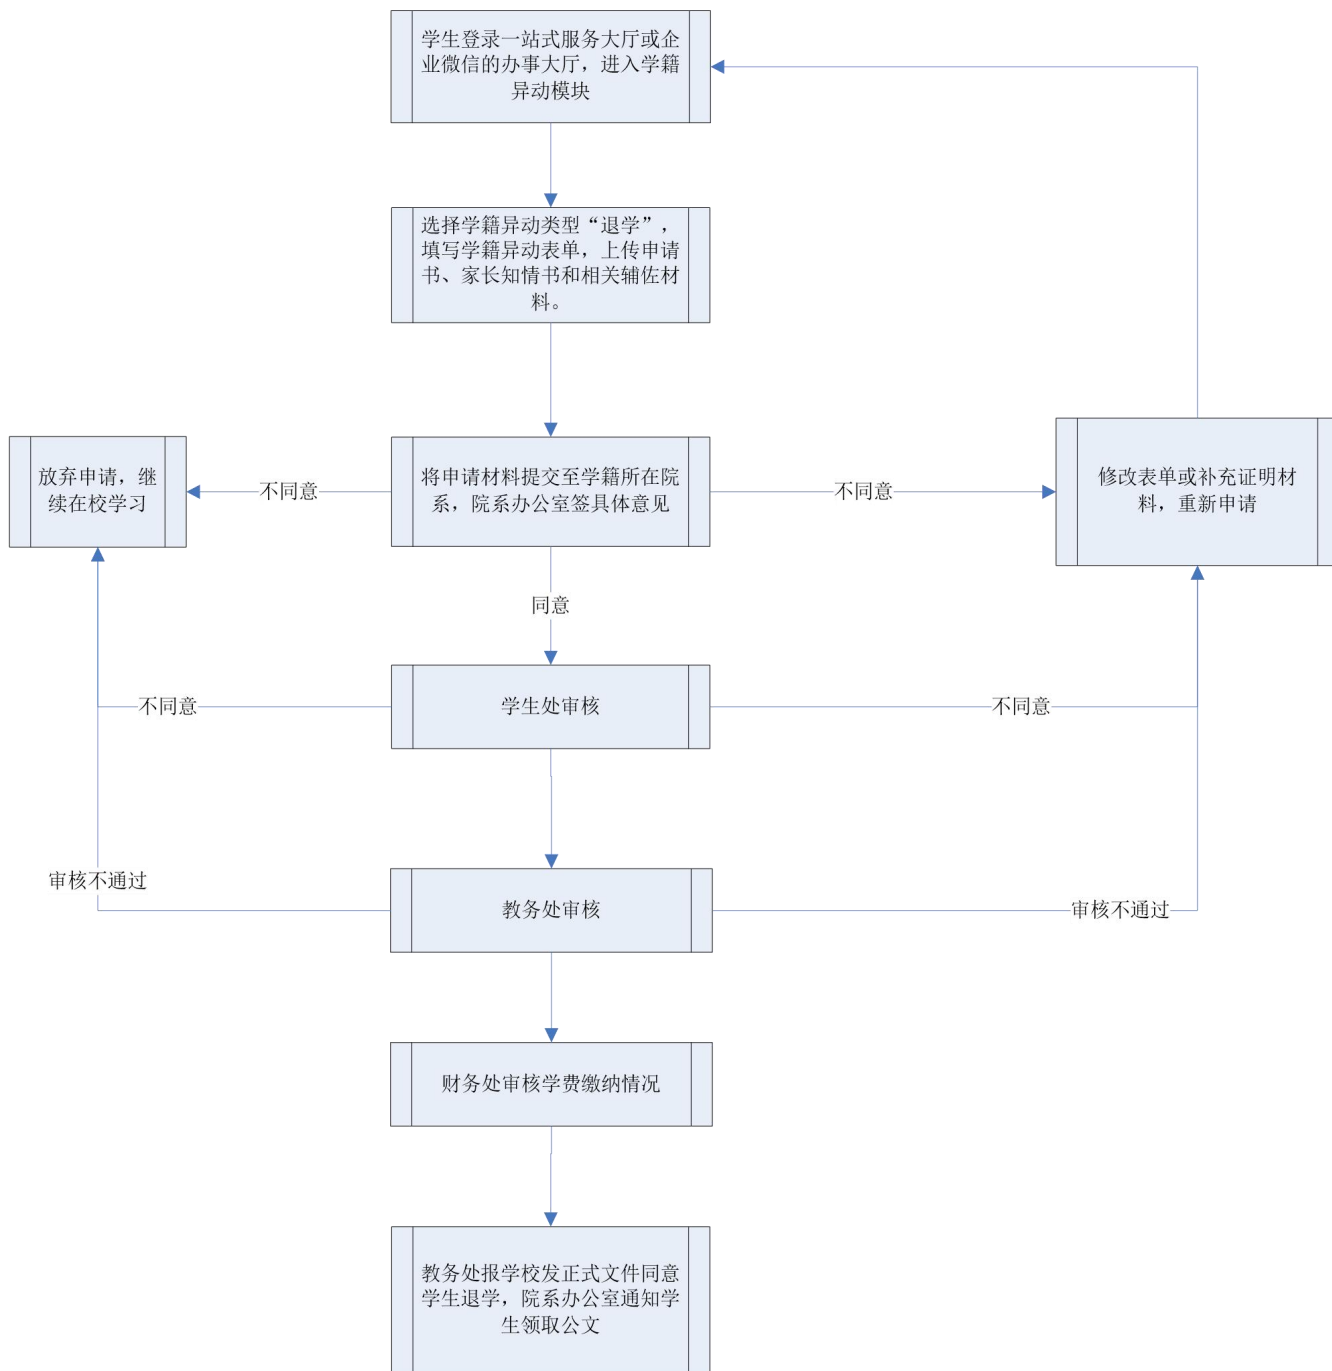 学生登录一站式服务大厅或企
业微信的办事大厅，进入学籍
异动模块
选择学籍异动类型“退学”，
填写学籍异动表单，上传申请
书、家长知情书和相关辅佐材
料。
放弃申请，继
续在校学习
不同意
将申请材料提交至学籍所在院
系，院系办公室签具体意见
不同意
修改表单或补充证明材
料，重新申请
同意
不同意
学生处审核
不同意
审核不通过
教务处审核
审核不通过
财务处审核学费缴纳情况
教务处报学校发正式文件同意
学生退学，院系办公室通知学
生领取公文